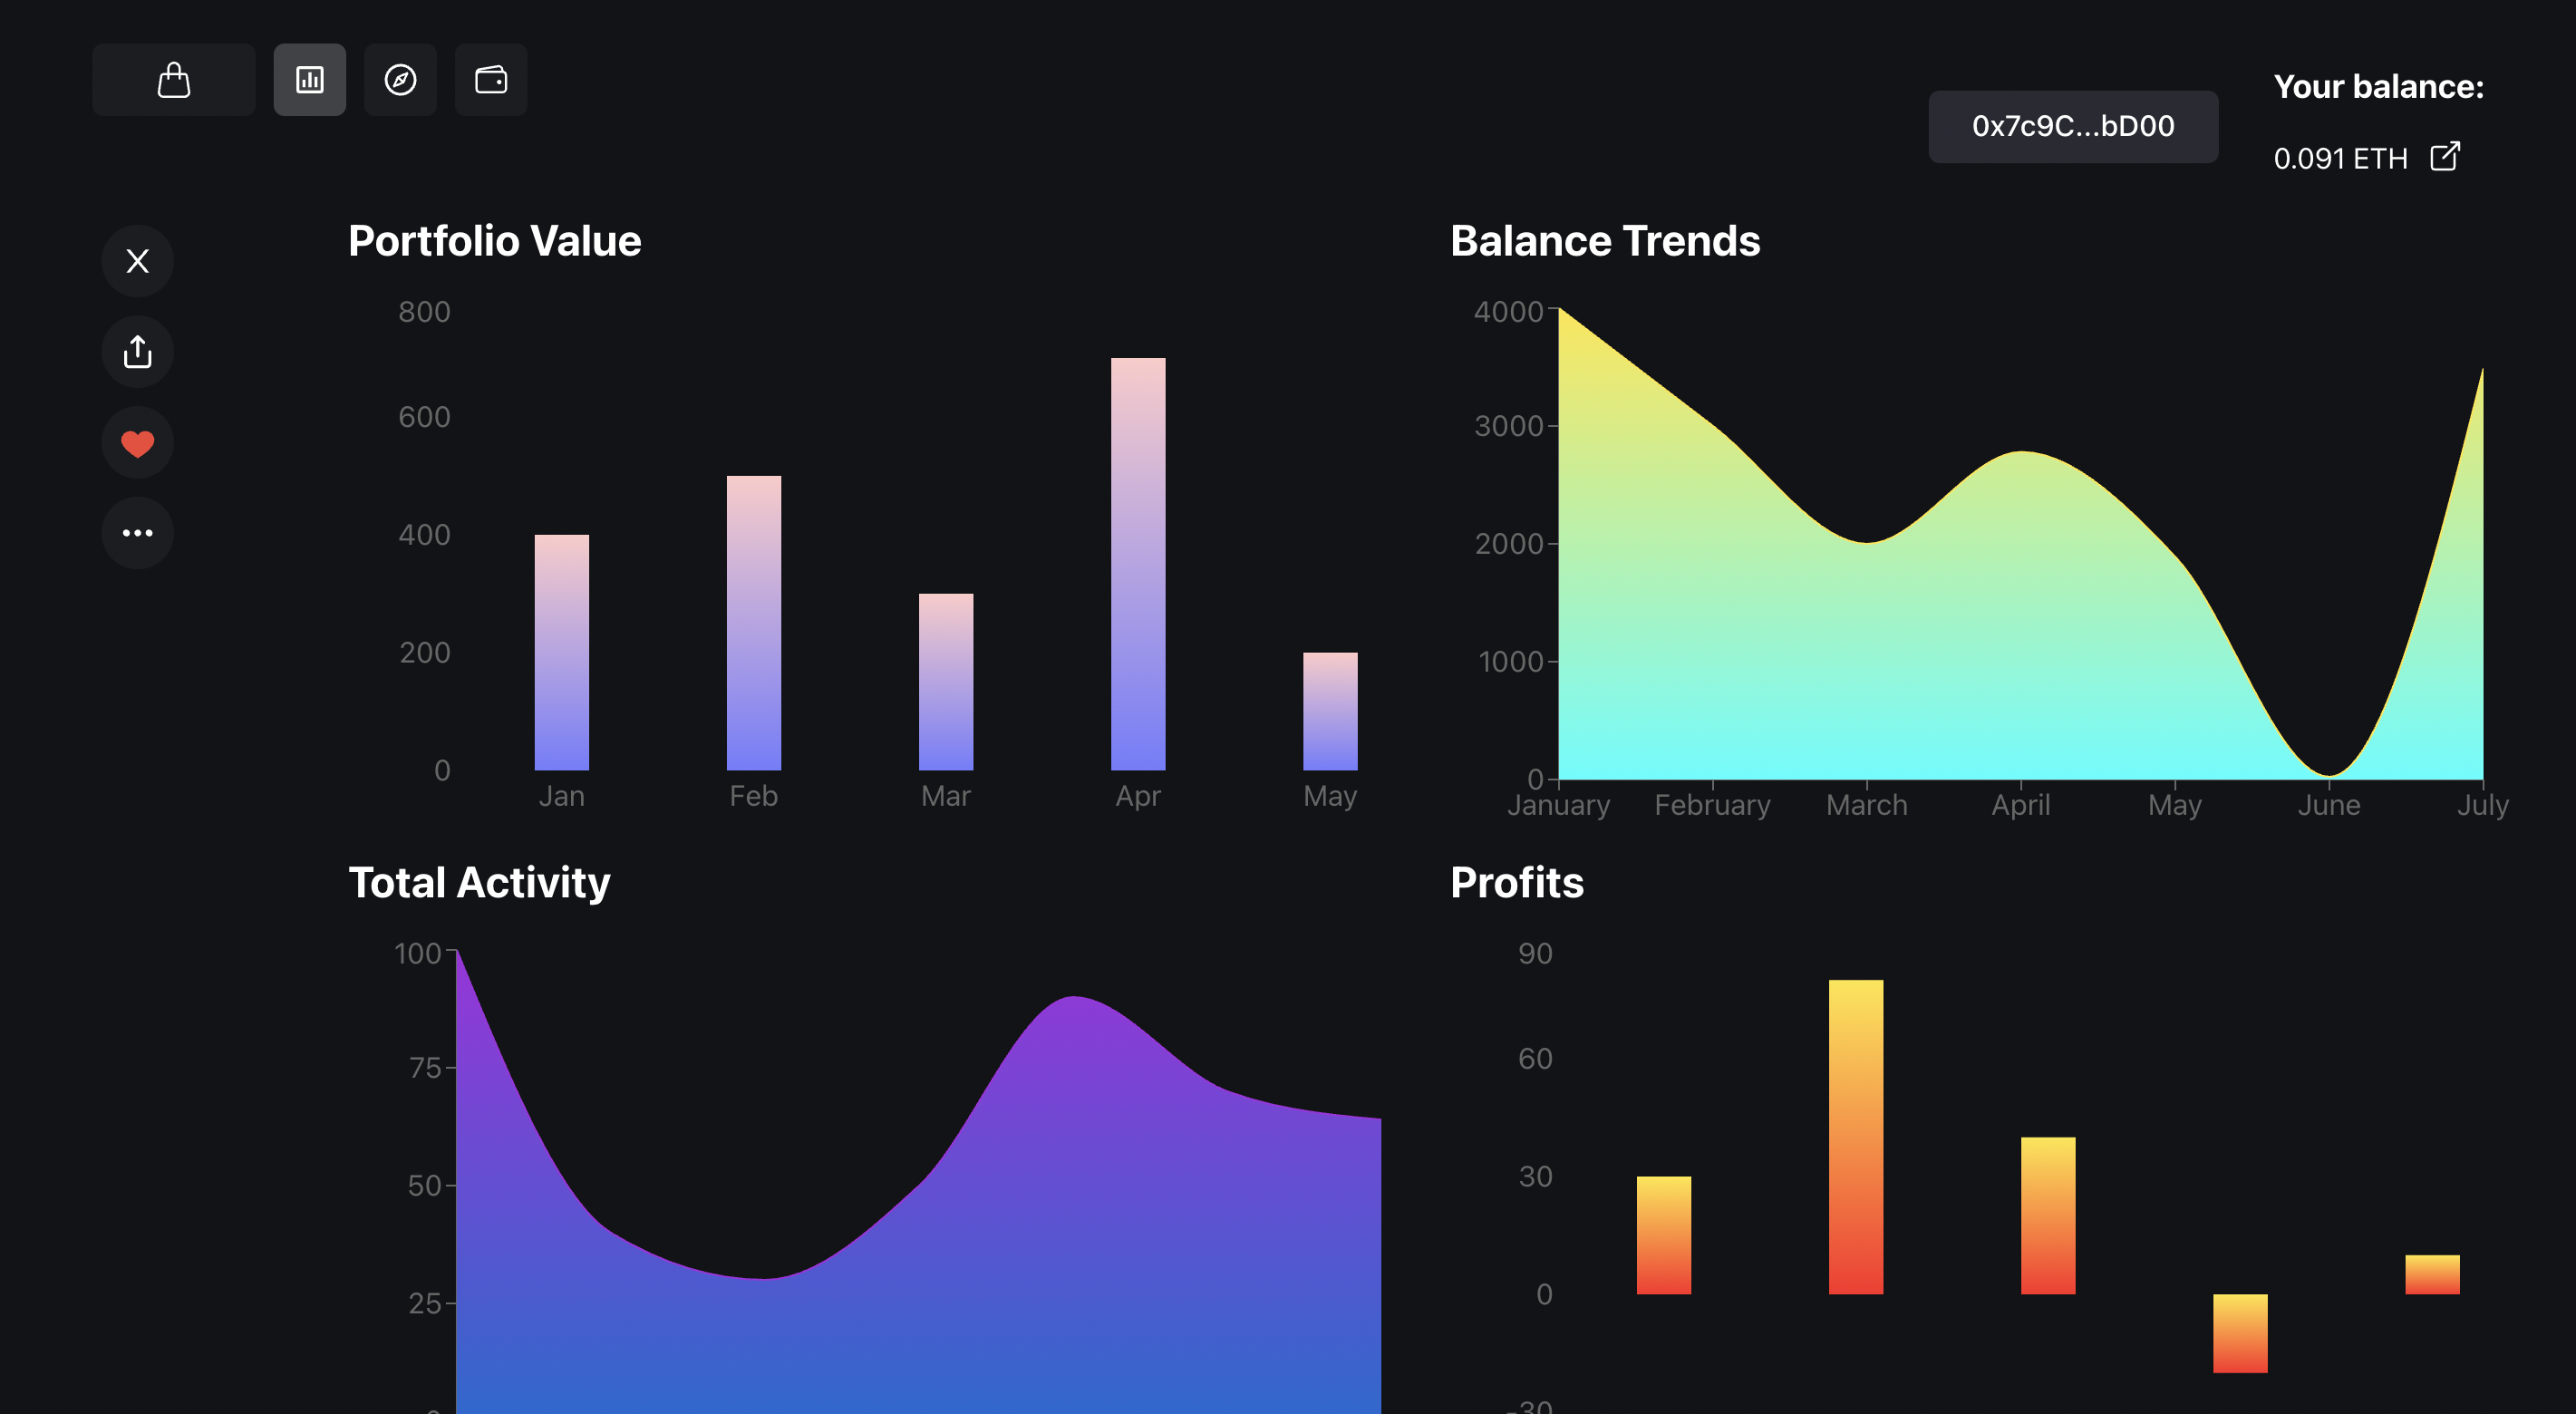 0x7c9C...bD00
Your balance:
0.091 ETH
Portfolio Value
800
600
400
200
0
Jan Feb Mar Apr May
Balance Trends
4000
3000
2000
1000
0
January February March April May June July
Total Activity
100
75
50
25
Profits
90
60
30
0
-30